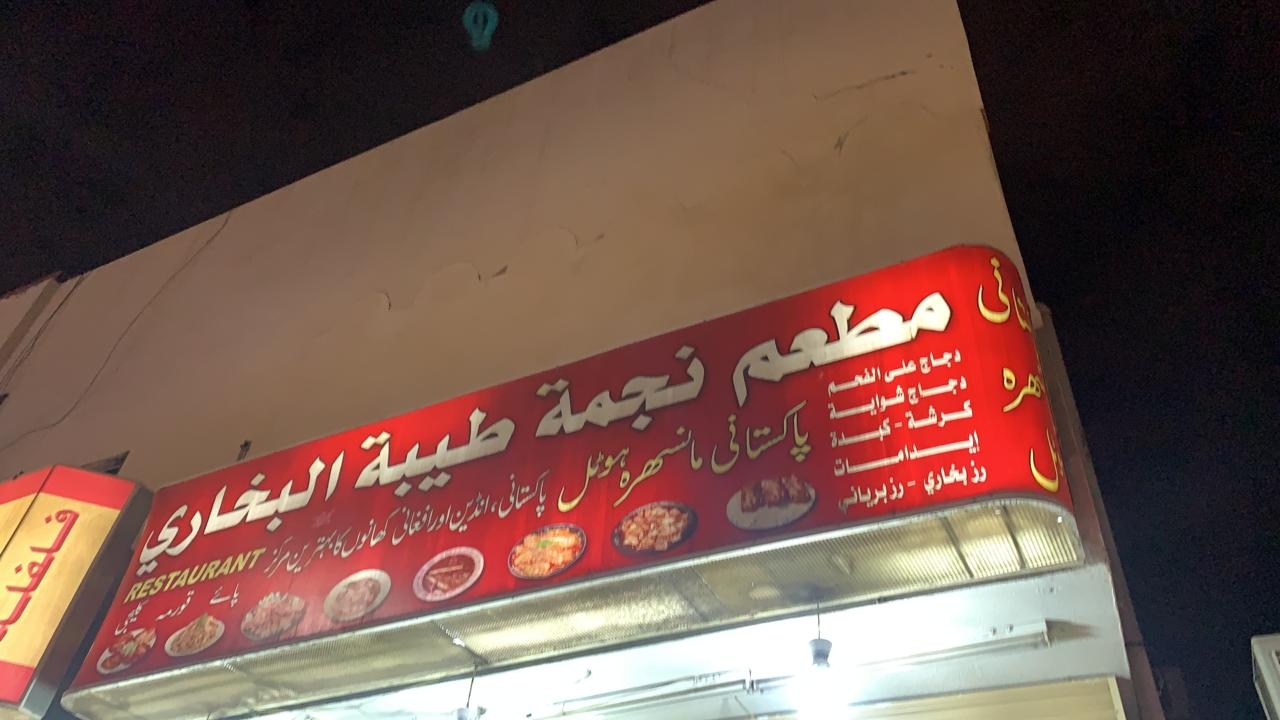 مطعم نجمة طيبة البخاري
دجاج على الفحم
دجاج شواية
كرشة - كبدة
إيدامات
رز بخاري - رز برياني
پاکستانی مانسہرہ ہوٹل
پاکستانی، انڈین اور افغانی کھانوں کا بہترین مرکز
RESTAURANT
پائے قورمہ کلیجی